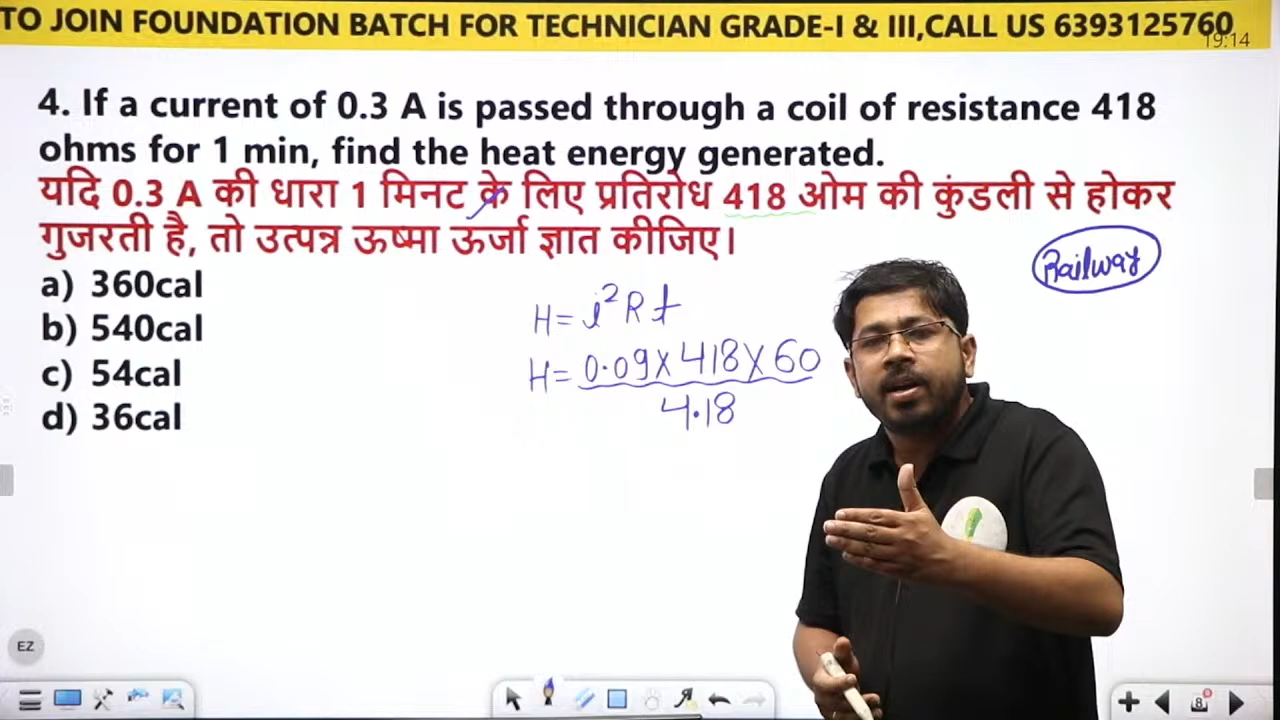 TO JOIN FOUNDATION BATCH FOR TECHNICIAN GRADE-I & III,CALL US 6393125760
19:14
4. If a current of 0.3 A is passed through a coil of resistance 418
ohms for 1 min, find the heat energy generated.
यदि 0.3 A की धारा 1 मिनट के लिए प्रतिरोध 418 ओम की कुंडली से होकर
गुजरती है, तो उत्पन्न ऊष्मा ऊर्जा ज्ञात कीजिए।
Railway
a) 360cal
b) 540cal
c) 54cal
d) 36cal
H= i²Rt
H= 0.09×418×60
4.18
EZ
8